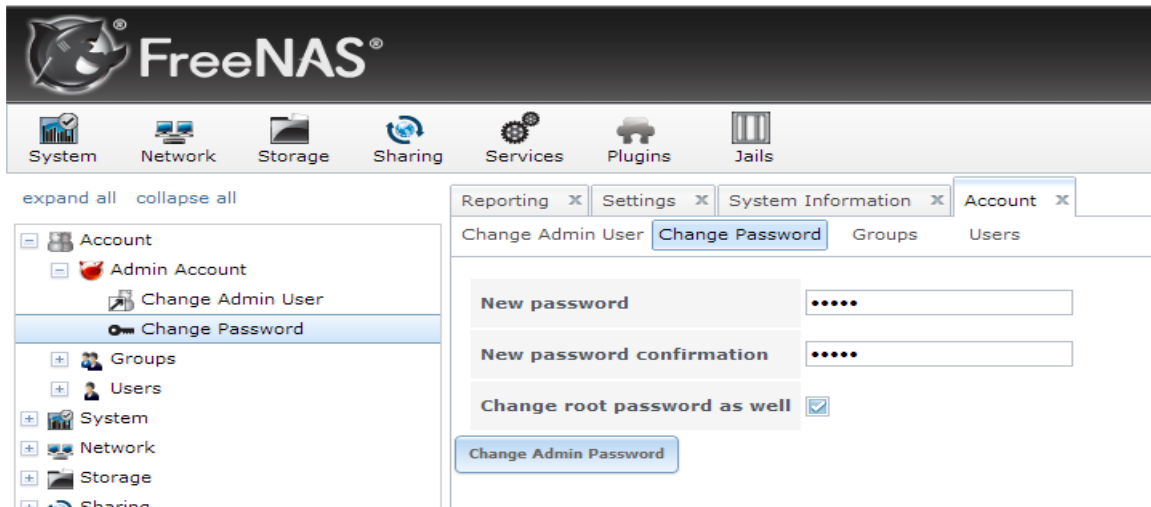 FreeNAS®
System Network Storage Sharing Services Plugins Jails
expand all collapse all
Account
Admin Account
Change Admin User
Change Password
Groups
Users
System
Network
Storage
Sharing
Reporting X Settings X System Information X Account X
Change Admin User Change Password Groups Users
New password •••••
New password confirmation •••••
Change root password as well
Change Admin Password